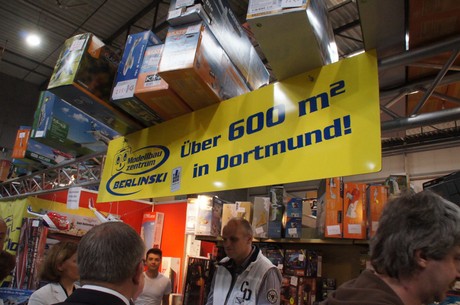 Über 600 m²
in Dortmund!
Modellbau
zentrum
BERLINSKI